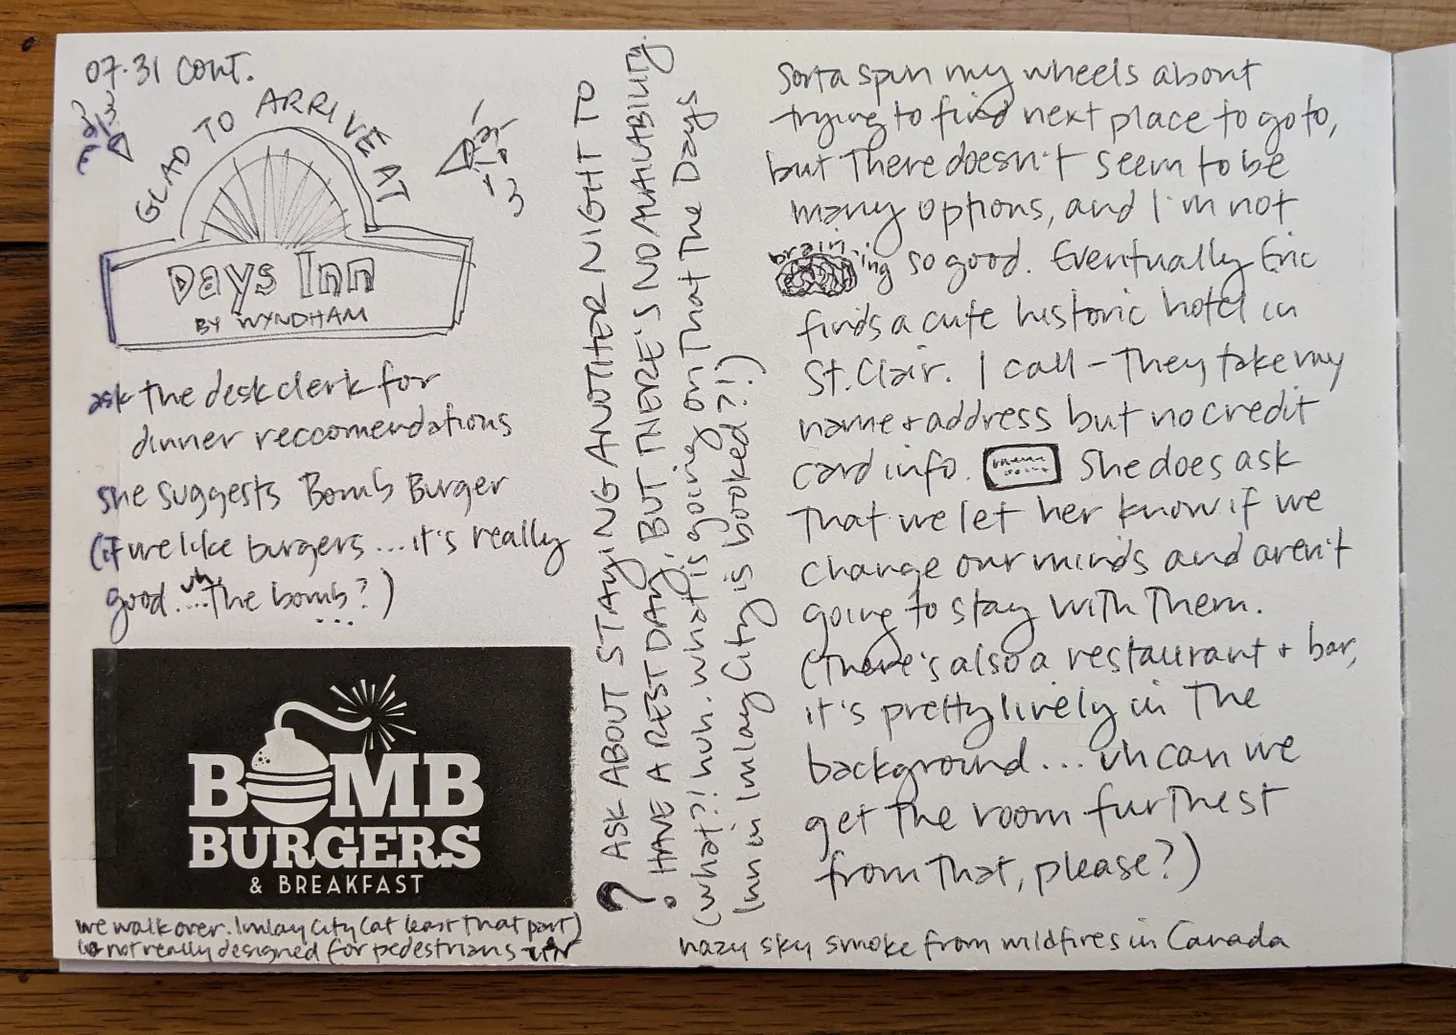 07.31 cont.
GLAD TO ARRIVE AT
Days Inn
BY WYNDHAM
ask the desk clerk for
dinner reccomendations
she suggests Bomb Burger
(if we like burgers...it's really
good. uh...the bomb?)
BOMB
BURGERS
& BREAKFAST
we walk over. Imlay City (at least that part)
is not really designed for pedestrians
? ASK ABOUT STAYING ANOTHER NIGHT TO
HAVE A REST DAY, BUT THERE'S NO AVAILABILITY.
(what?! huh. what is going on that the Days
Inn in Imlay City is booked?!)
Sorta spin my wheels about
trying to find next place to go to,
but there doesn't seem to be
many options, and I'm not
braining so good. Eventually Eric
finds a cute historic hotel in
St. Clair. I call - they take my
name + address but no credit
card info. She does ask
that we let her know if we
change our minds and aren't
going to stay with them.
(there's also a restaurant + bar,
it's pretty lively in the
background... uh can we
get the room furthest
from that, please?)
hazy sky smoke from wildfires in Canada